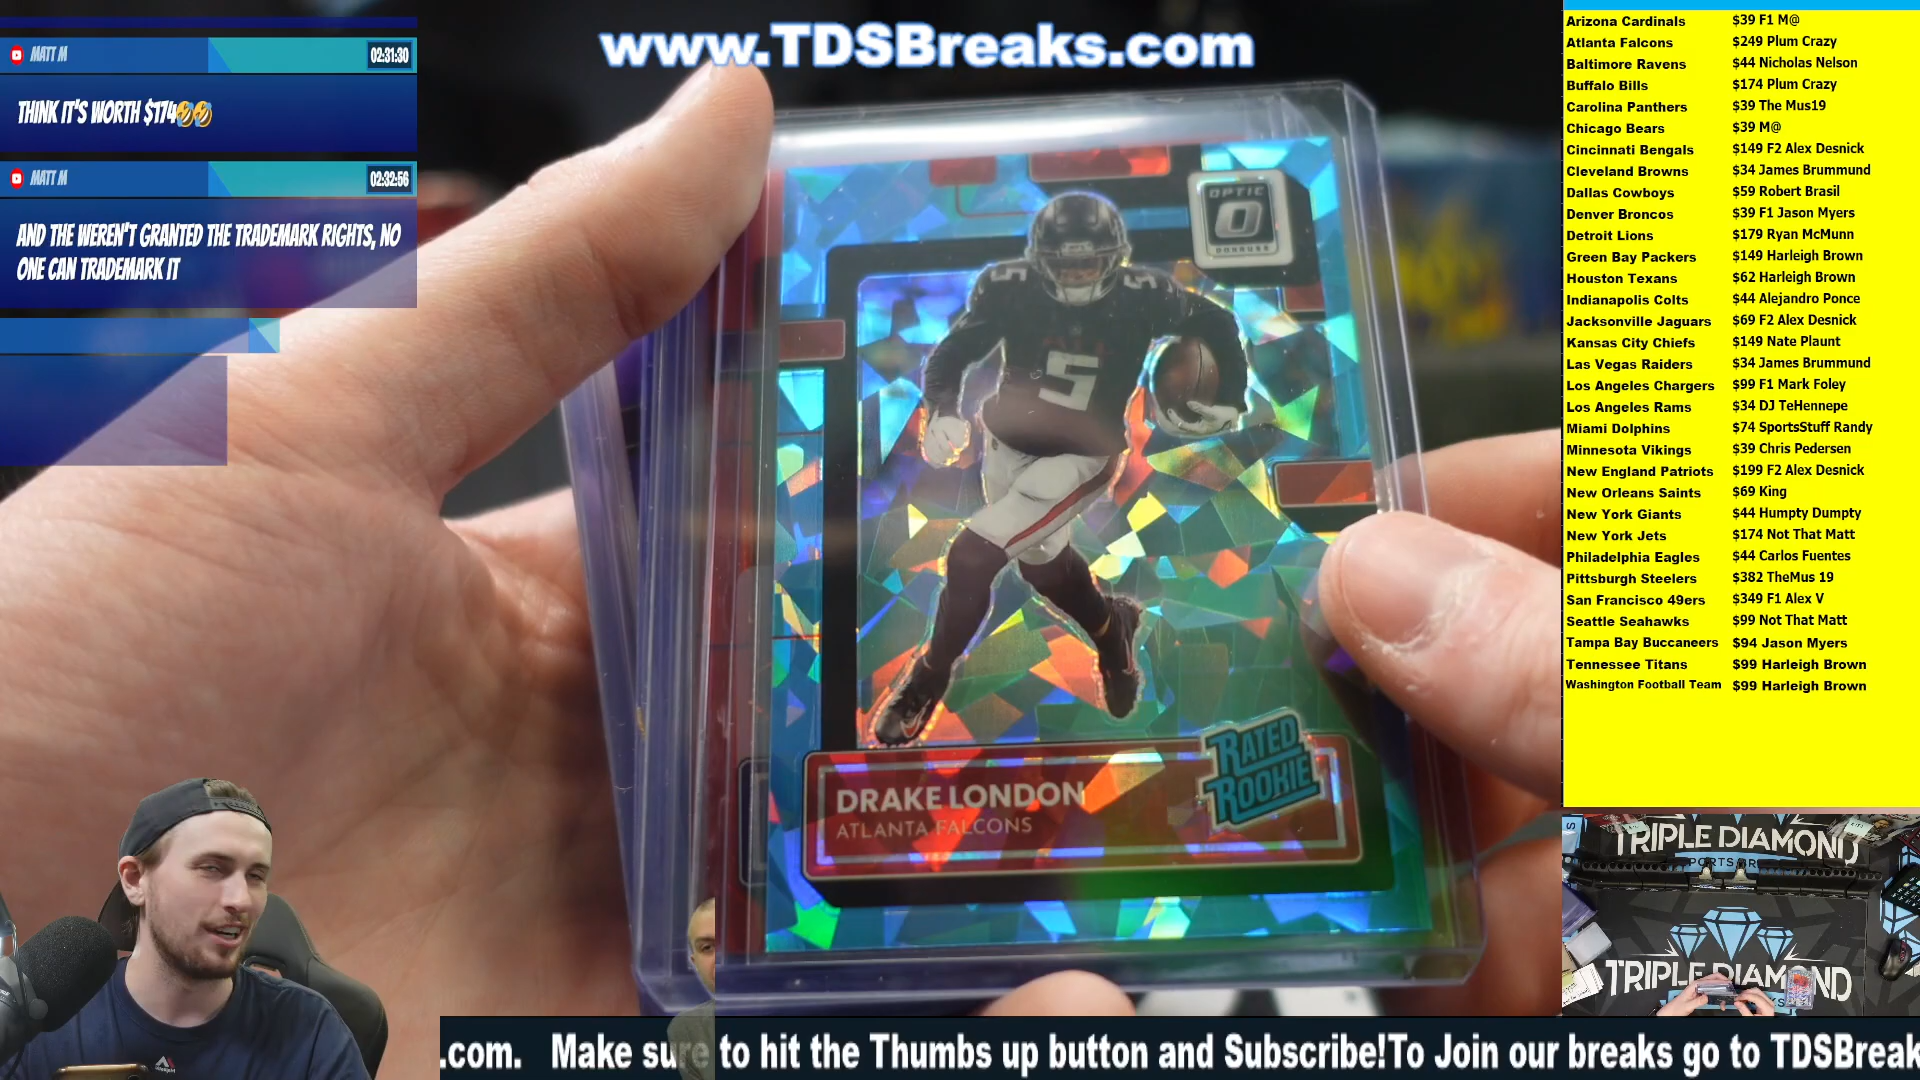 www.TDSBreaks.com
MATT M
02:31:30
THINK IT'S WORTH $174🤣🤣
MATT M
02:32:56
AND THE WEREN'T GRANTED THE TRADEMARK RIGHTS, NO
ONE CAN TRADEMARK IT
OPTIC
DONRUSS
5
5
5
RATED
ROOKIE
DRAKE LONDON
ATLANTA FALCONS
Arizona Cardinals $39 F1 M@
Atlanta Falcons $249 Plum Crazy
Baltimore Ravens $44 Nicholas Nelson
Buffalo Bills $174 Plum Crazy
Carolina Panthers $39 The Mus19
Chicago Bears $39 M@
Cincinnati Bengals $149 F2 Alex Desnick
Cleveland Browns $34 James Brummund
Dallas Cowboys $59 Robert Brasil
Denver Broncos $39 F1 Jason Myers
Detroit Lions $179 Ryan McMunn
Green Bay Packers $149 Harleigh Brown
Houston Texans $62 Harleigh Brown
Indianapolis Colts $44 Alejandro Ponce
Jacksonville Jaguars $69 F2 Alex Desnick
Kansas City Chiefs $149 Nate Plaunt
Las Vegas Raiders $34 James Brummund
Los Angeles Chargers $99 F1 Mark Foley
Los Angeles Rams $34 DJ TeHennepe
Miami Dolphins $74 SportsStuff Randy
Minnesota Vikings $39 Chris Pedersen
New England Patriots $199 F2 Alex Desnick
New Orleans Saints $69 King
New York Giants $44 Humpty Dumpty
New York Jets $174 Not That Matt
Philadelphia Eagles $44 Carlos Fuentes
Pittsburgh Steelers $382 TheMus 19
San Francisco 49ers $349 F1 Alex V
Seattle Seahawks $99 Not That Matt
Tampa Bay Buccaneers $94 Jason Myers
Tennessee Titans $99 Harleigh Brown
Washington Football Team $99 Harleigh Brown
TRIPLE DIAMOND
TRIPLE DIAMOND
.com. Make sure to hit the Thumbs up button and Subscribe!To Join our breaks go to TDSBreak